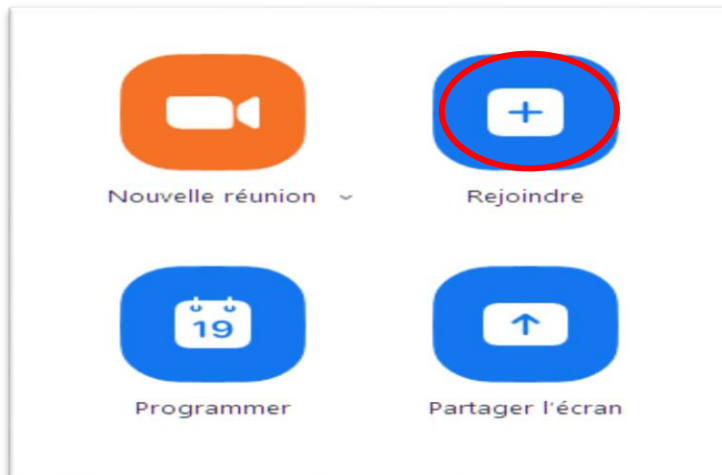 Nouvelle réunion
Rejoindre
19
Programmer
Partager l'écran